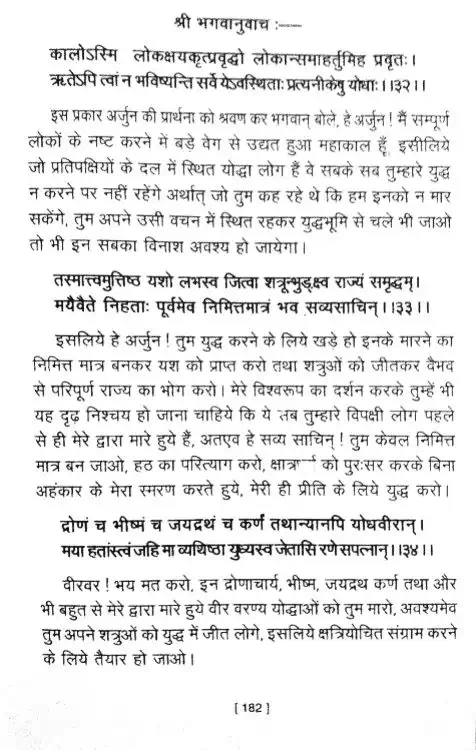 श्री भगवानुवाच :——
कालोऽस्मि लोकक्षयकृत्प्रवृद्धो लोकान्समाहर्तुमिह प्रवृतः।
ऋतेऽपि त्वां न भविष्यन्ति सर्वे येऽवस्थिताः प्रत्यनीकेषु योधाः।।३२।।
इस प्रकार अर्जुन की प्रार्थना को श्रवण कर भगवान् बोले, हे अर्जुन ! मैं सम्पूर्ण
लोकों के नष्ट करने में बड़े वेग से उद्यत हुआ महाकाल हूँ, इसीलिये
जो प्रतिपक्षियों के दल में स्थित योद्धा लोग हैं वे सबके सब तुम्हारे युद्ध
न करने पर नहीं रहेंगे अर्थात् जो तुम कह रहे थे कि हम इनको न मार
सकेंगे, तुम अपने उसी वचन में स्थित रहकर युद्धभूमि से चले भी जाओ
तो भी इन सबका विनाश अवश्य हो जायेगा।
तस्मात्त्वमुत्तिष्ठ यशो लभस्व जित्वा शत्रून्भुङ्क्ष्व राज्यं समृद्धम्।
मयैवैते निहताः पूर्वमेव निमित्तमात्रं भव सव्यसाचिन्।।३३।।
इसलिये हे अर्जुन ! तुम युद्ध करने के लिये खड़े हो इनके मारने का
निमित्त मात्र बनकर यश को प्राप्त करो तथा शत्रुओं को जीतकर वैभव
से परिपूर्ण राज्य का भोग करो। मेरे विश्वरूप का दर्शन करके तुम्हें भी
यह दृढ़ निश्चय हो जाना चाहिये कि ये सब तुम्हारे विपक्षी लोग पहले
से ही मेरे द्वारा मारे हुये हैं, अतएव हे सव्य साचिन् ! तुम केवल निमित्त
मात्र बन जाओ, हठ का परित्याग करो, को पुरःसर करके बिना
अहंकार के मेरा स्मरण करते हुये, मेरी ही प्रीति के लिये युद्ध करो।
द्रोणं च भीष्मं च जयद्रथं च कर्णं तथान्यानपि योधवीरान्।
मया हतांस्त्वं जहि मा व्यथिष्ठा युध्यस्व जेतासि रणे सपत्नान्।।३४।।
वीरवर ! भय मत करो, इन द्रोणाचार्य, भीष्म, जयद्रथ कर्ण तथा और
भी बहुत से मेरे द्वारा मारे हुये वीर वरण्य योद्धाओं को तुम मारो, अवश्यमेव
तुम अपने शत्रुओं को युद्ध में जीत लोगे, इसलिये क्षत्रियोचित संग्राम करने
के लिये तैयार हो जाओ।
[ 182 ]